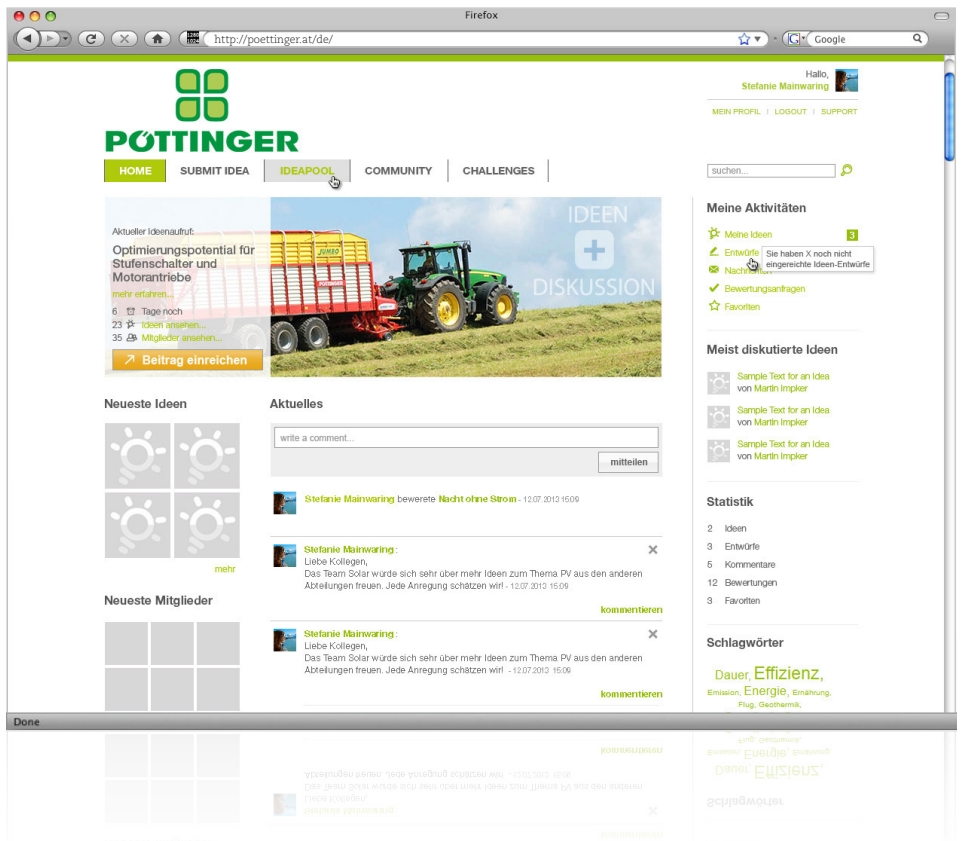 Firefox
http://poettinger.at/de/
Google
Hallo,
Stefanie Mainwaring
MEIN PROFIL | LOGOUT | SUPPORT
PÖTTINGER
HOME SUBMIT IDEA IDEAPOOL COMMUNITY CHALLENGES
suchen...
Aktueller Ideenaufruf:
Optimierungspotential für
Stufenschalter und
Motorantriebe
mehr erfahren...
6 Tage noch
23 Ideen ansehen...
35 Mitglieder ansehen...
Beitrag einreichen
JUMBO
PÖTTINGER
IDEEN
DISKUSSION
Meine Aktivitäten
Meine Ideen 3
Entwürfe
Sie haben X noch nicht
eingereichte Ideen-Entwürfe
Bewertungsanfragen
Favoriten
Meist diskutierte Ideen
Sample Text for an Idea
von Martin Impker
Sample Text for an Idea
von Martin Impker
Sample Text for an Idea
von Martin Impker
Statistik
2 Ideen
3 Entwürfe
5 Kommentare
12 Bewertungen
3 Favoriten
Schlagwörter
Dauer, Effizienz,
Emission, Energie, Ernährung,
Flug, Geothermik,
Neueste Ideen
mehr
Neueste Mitglieder
Aktuelles
write a comment...
mitteilen
Stefanie Mainwaring bewerete Nacht ohne Strom - 12.07.2013 15:09
Stefanie Mainwaring :
Liebe Kollegen,
Das Team Solar würde sich sehr über mehr Ideen zum Thema PV aus den anderen
Abteilungen freuen. Jede Anregung schätzen wir! - 12.07.2013 15:09
kommentieren
Stefanie Mainwaring :
Liebe Kollegen,
Das Team Solar würde sich sehr über mehr Ideen zum Thema PV aus den anderen
Abteilungen freuen. Jede Anregung schätzen wir! - 12.07.2013 15:09
kommentieren
Done